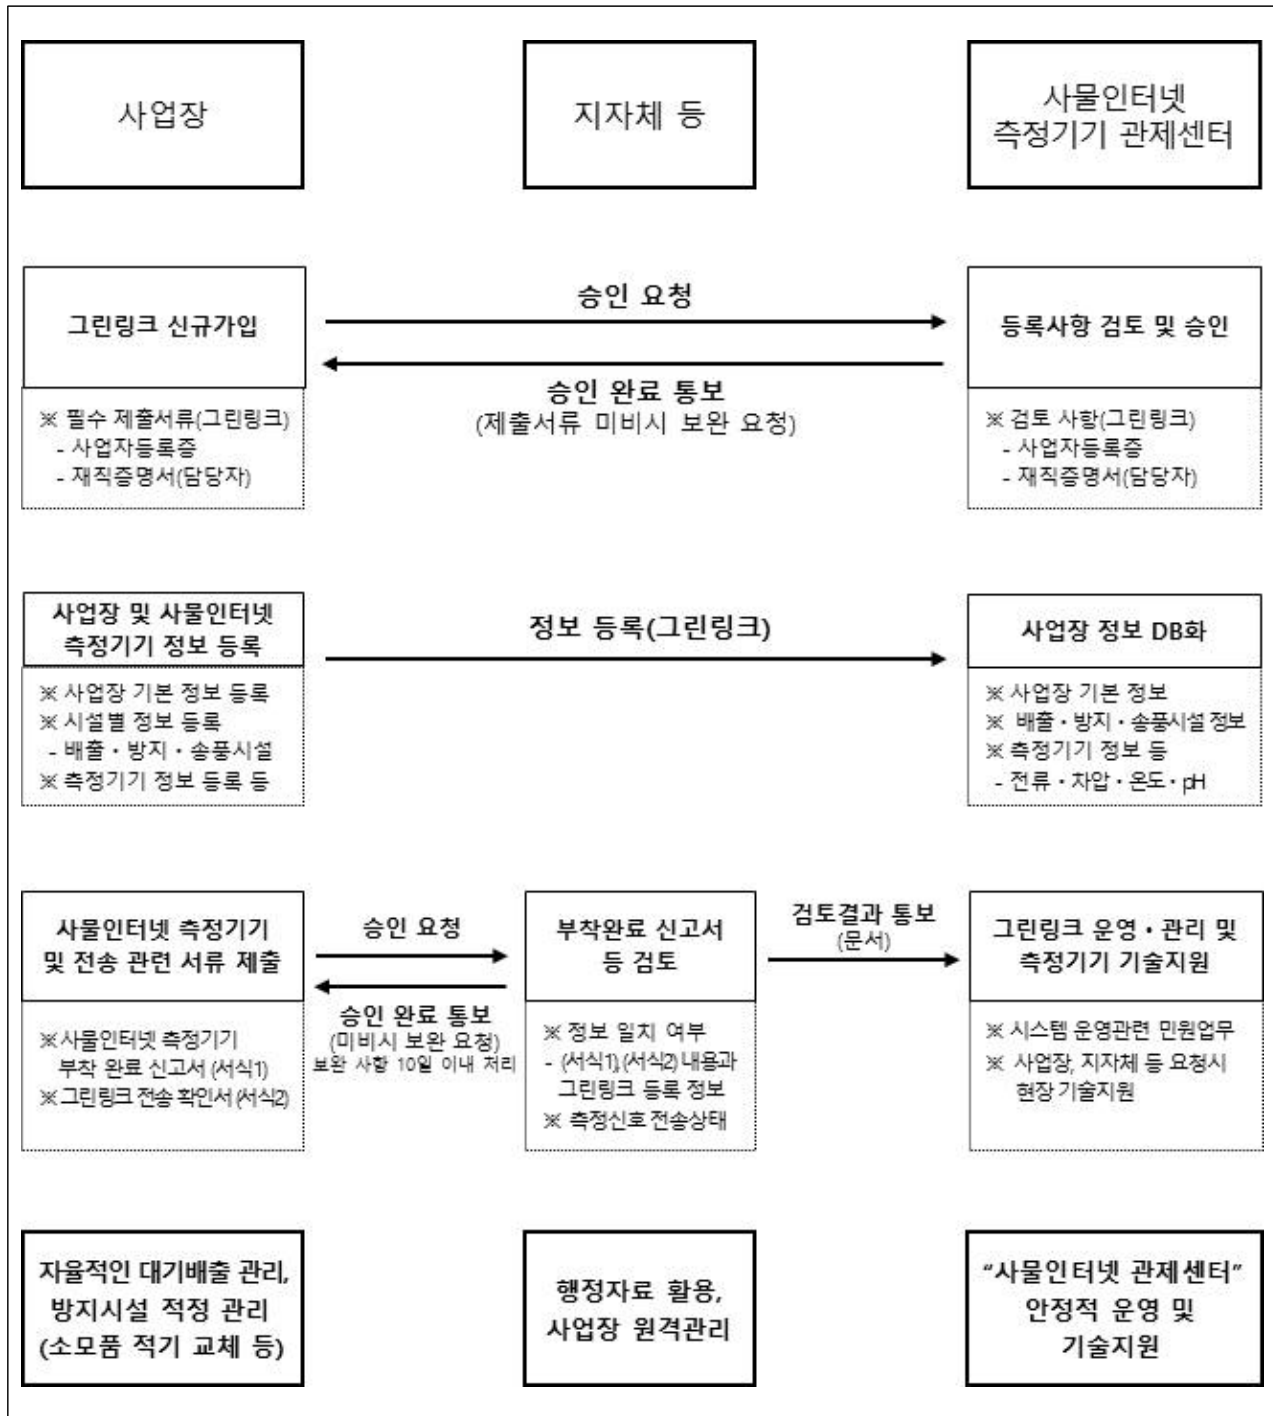 사업장
지자체 등
사물인터넷
측정기기 관제센터
그린링크 신규가입
※ 필수 제출서류(그린링크)
- 사업자등록증
- 재직증명서(담당자)
승인 요청
승인 완료 통보
(제출서류 미비시 보완 요청)
등록사항 검토 및 승인
※ 검토 사항(그린링크)
- 사업자등록증
- 재직증명서(담당자)
사업장 및 사물인터넷
측정기기 정보 등록
※ 사업장 기본 정보 등록
※ 시설별 정보 등록
- 배출・방지・송풍시설
※ 측정기기 정보 등록 등
정보 등록(그린링크)
사업장 정보 DB화
※ 사업장 기본 정보
※ 배출・방지・송풍시설 정보
※ 측정기기 정보 등
- 전류・차압・온도・pH
사물인터넷 측정기기
및 전송 관련 서류 제출
※ 사물인터넷 측정기기
부착 완료 신고서 (서식1)
※ 그린링크 전송 확인서 (서식2)
승인 요청
승인 완료 통보
(미비시 보완 요청)
보완 사항 10일 이내 처리
부착완료 신고서
등 검토
※ 정보 일치 여부
- (서식1), (서식2) 내용과
그린링크 등록 정보
※ 측정신호 전송상태
검토결과 통보
(문서)
그린링크 운영・관리 및
측정기기 기술지원
※ 시스템 운영관련 민원업무
※ 사업장, 지자체 등 요청시
현장 기술지원
자율적인 대기배출 관리,
방지시설 적정 관리
(소모품 적기 교체 등)
행정자료 활용,
사업장 원격관리
“사물인터넷 관제센터”
안정적 운영 및
기술지원